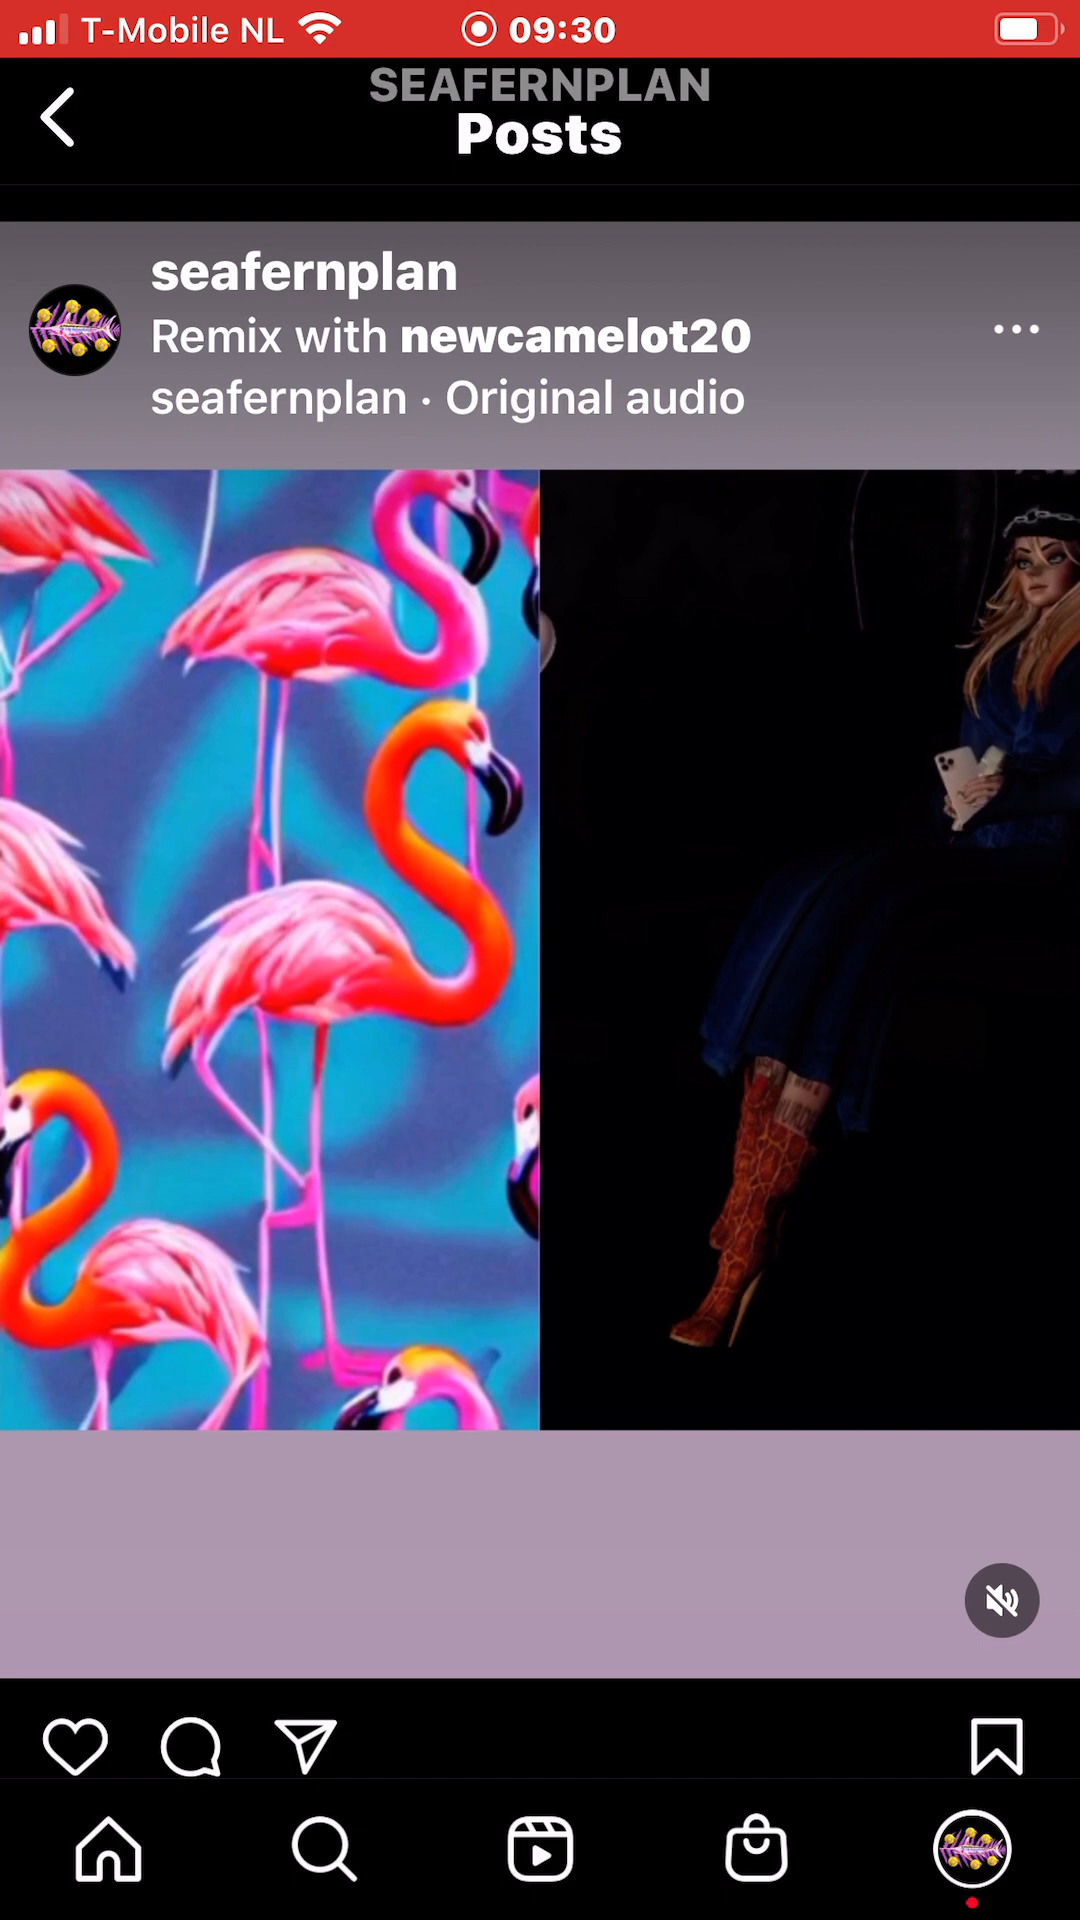 T-Mobile NL 09:30
SEAFERNPLAN
Posts
seafernplan
Remix with newcamelot20
seafernplan · Original audio